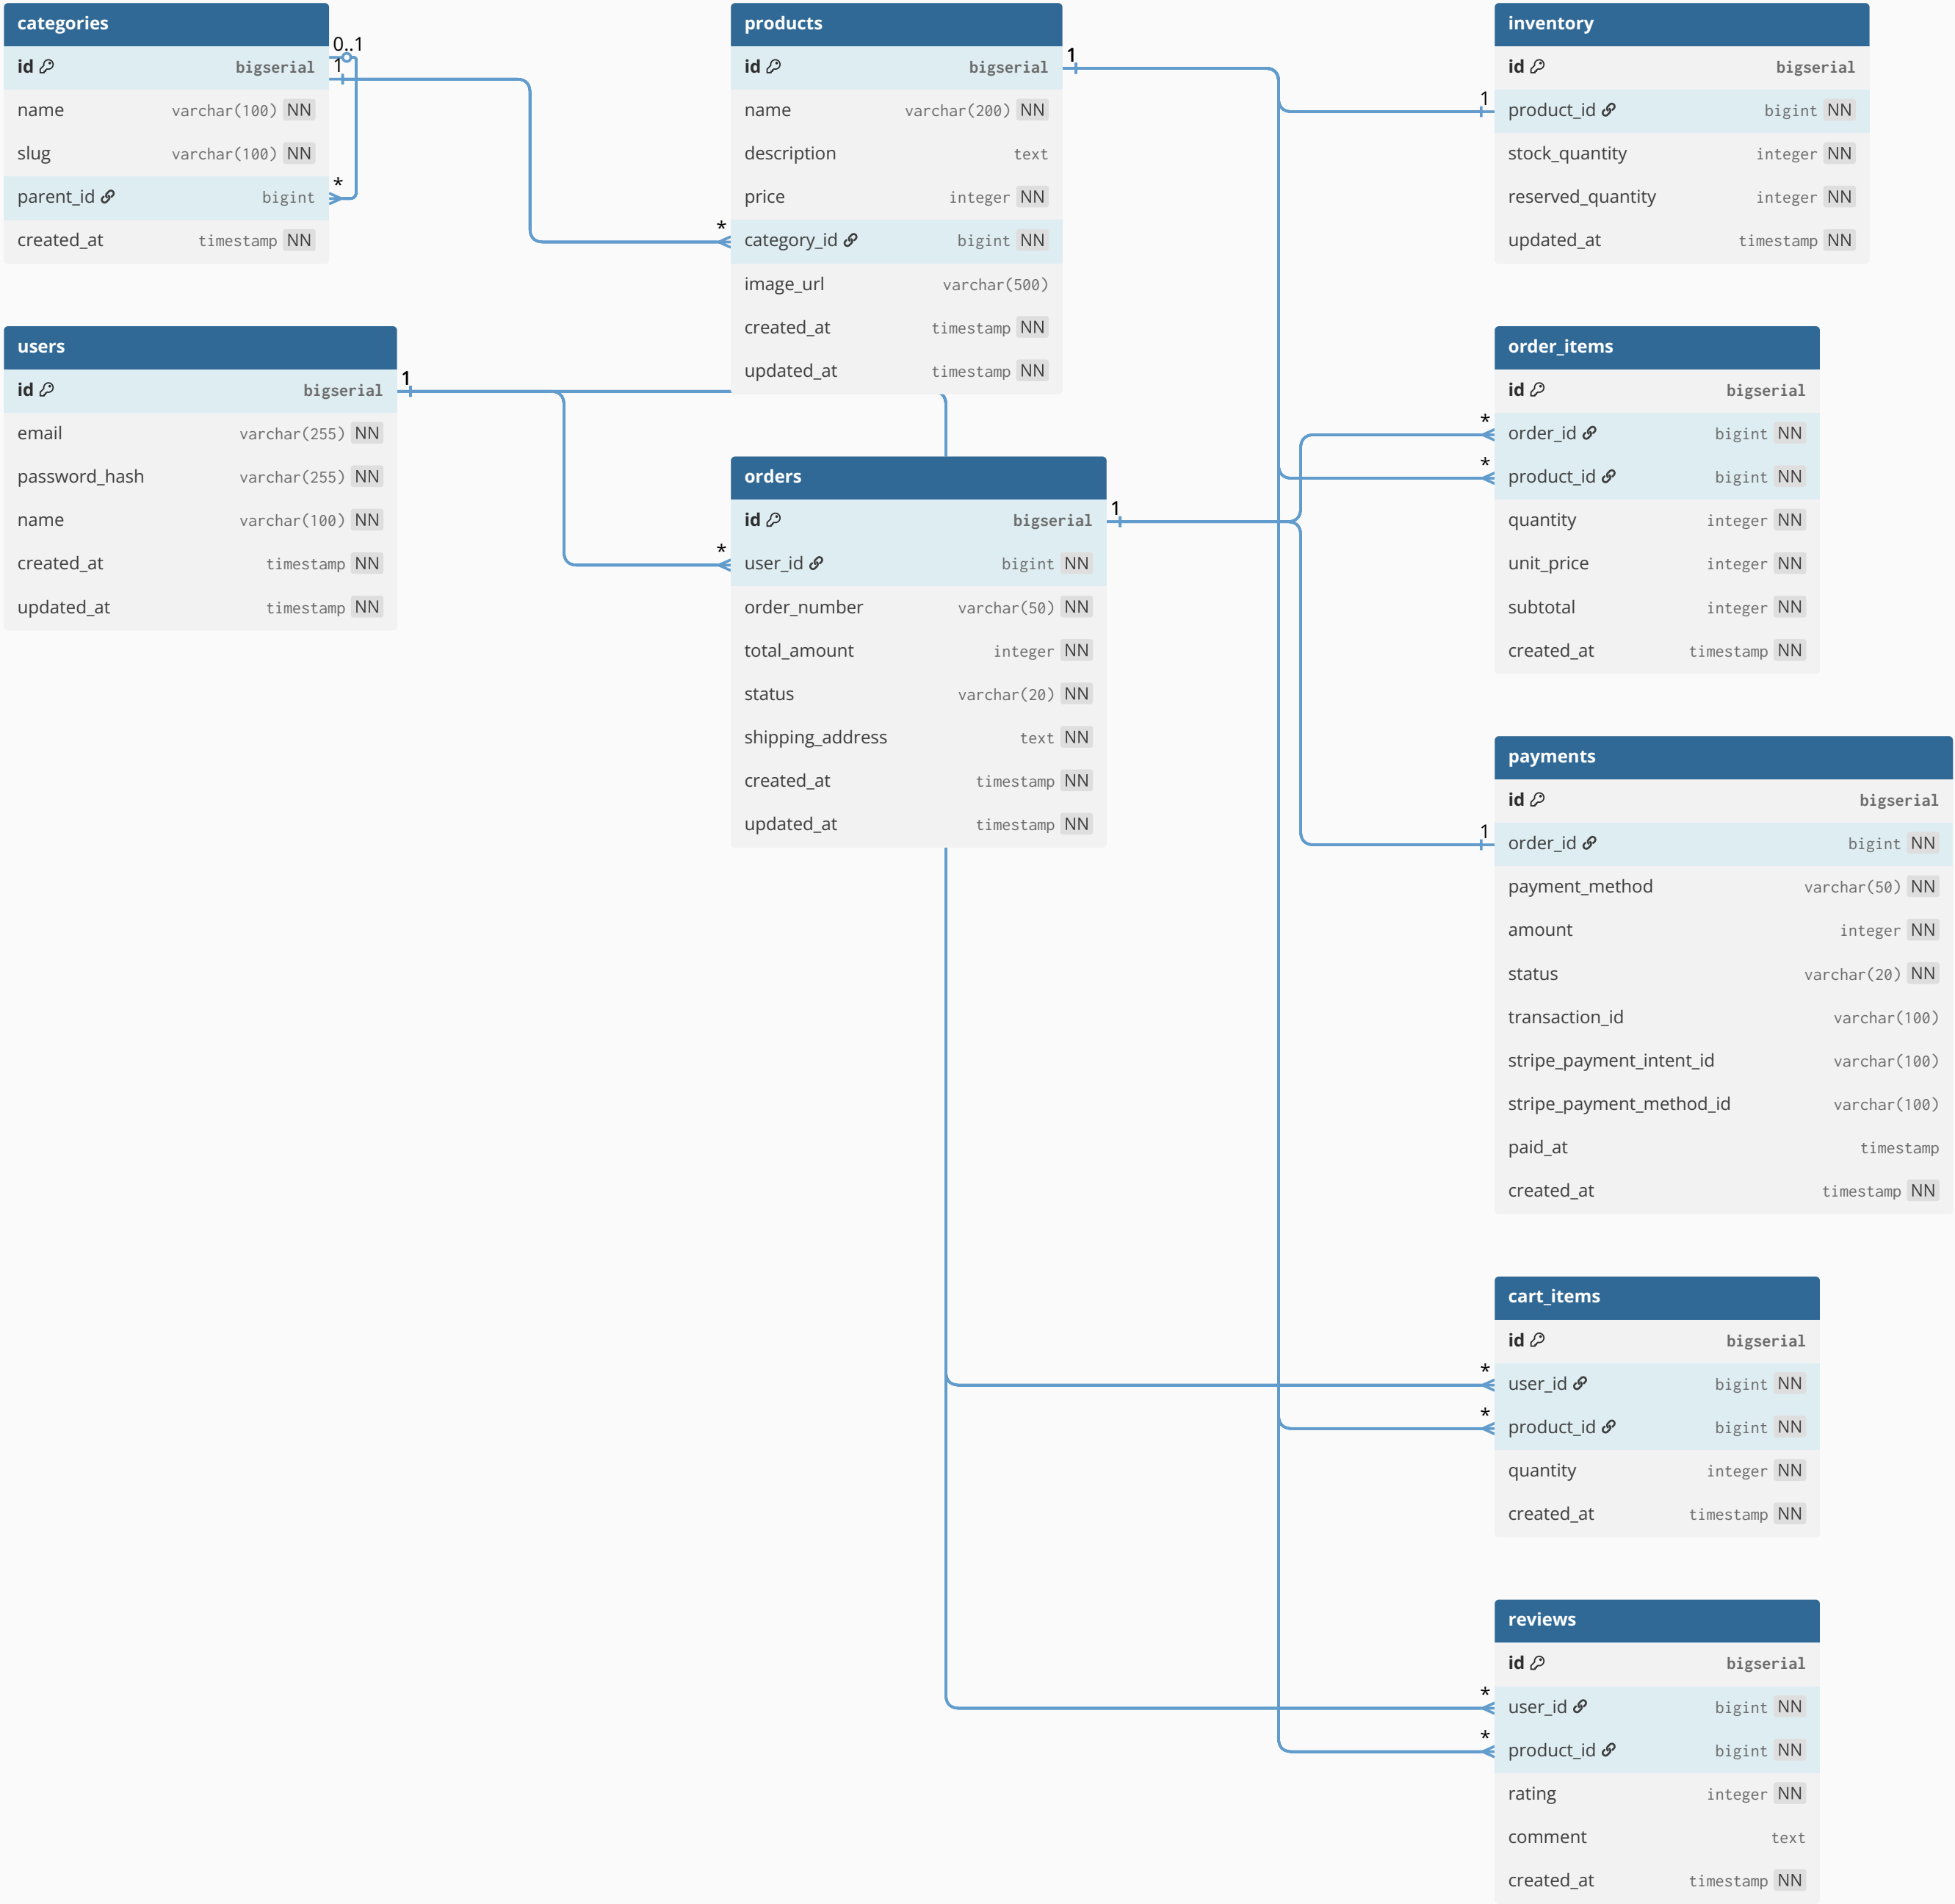 categories
0..1
id bigserial
1
name varchar(100) NN
slug varchar(100) NN
*
parent_id bigint
created_at timestamp NN
products
1
id bigserial
name varchar(200) NN
description text
price integer NN
*
category_id bigint NN
image_url varchar(500)
created_at timestamp NN
updated_at timestamp NN
inventory
id bigserial
1
product_id bigint NN
stock_quantity integer NN
reserved_quantity integer NN
updated_at timestamp NN
users
1
id bigserial
email varchar(255) NN
password_hash varchar(255) NN
name varchar(100) NN
created_at timestamp NN
updated_at timestamp NN
orders
1
id bigserial
*
user_id bigint NN
order_number varchar(50) NN
total_amount integer NN
status varchar(20) NN
shipping_address text NN
created_at timestamp NN
updated_at timestamp NN
order_items
id bigserial
*
order_id bigint NN
*
product_id bigint NN
quantity integer NN
unit_price integer NN
subtotal integer NN
created_at timestamp NN
payments
id bigserial
1
order_id bigint NN
payment_method varchar(50) NN
amount integer NN
status varchar(20) NN
transaction_id varchar(100)
stripe_payment_intent_id varchar(100)
stripe_payment_method_id varchar(100)
paid_at timestamp
created_at timestamp NN
cart_items
id bigserial
*
user_id bigint NN
*
product_id bigint NN
quantity integer NN
created_at timestamp NN
reviews
id bigserial
*
user_id bigint NN
*
product_id bigint NN
rating integer NN
comment text
created_at timestamp NN